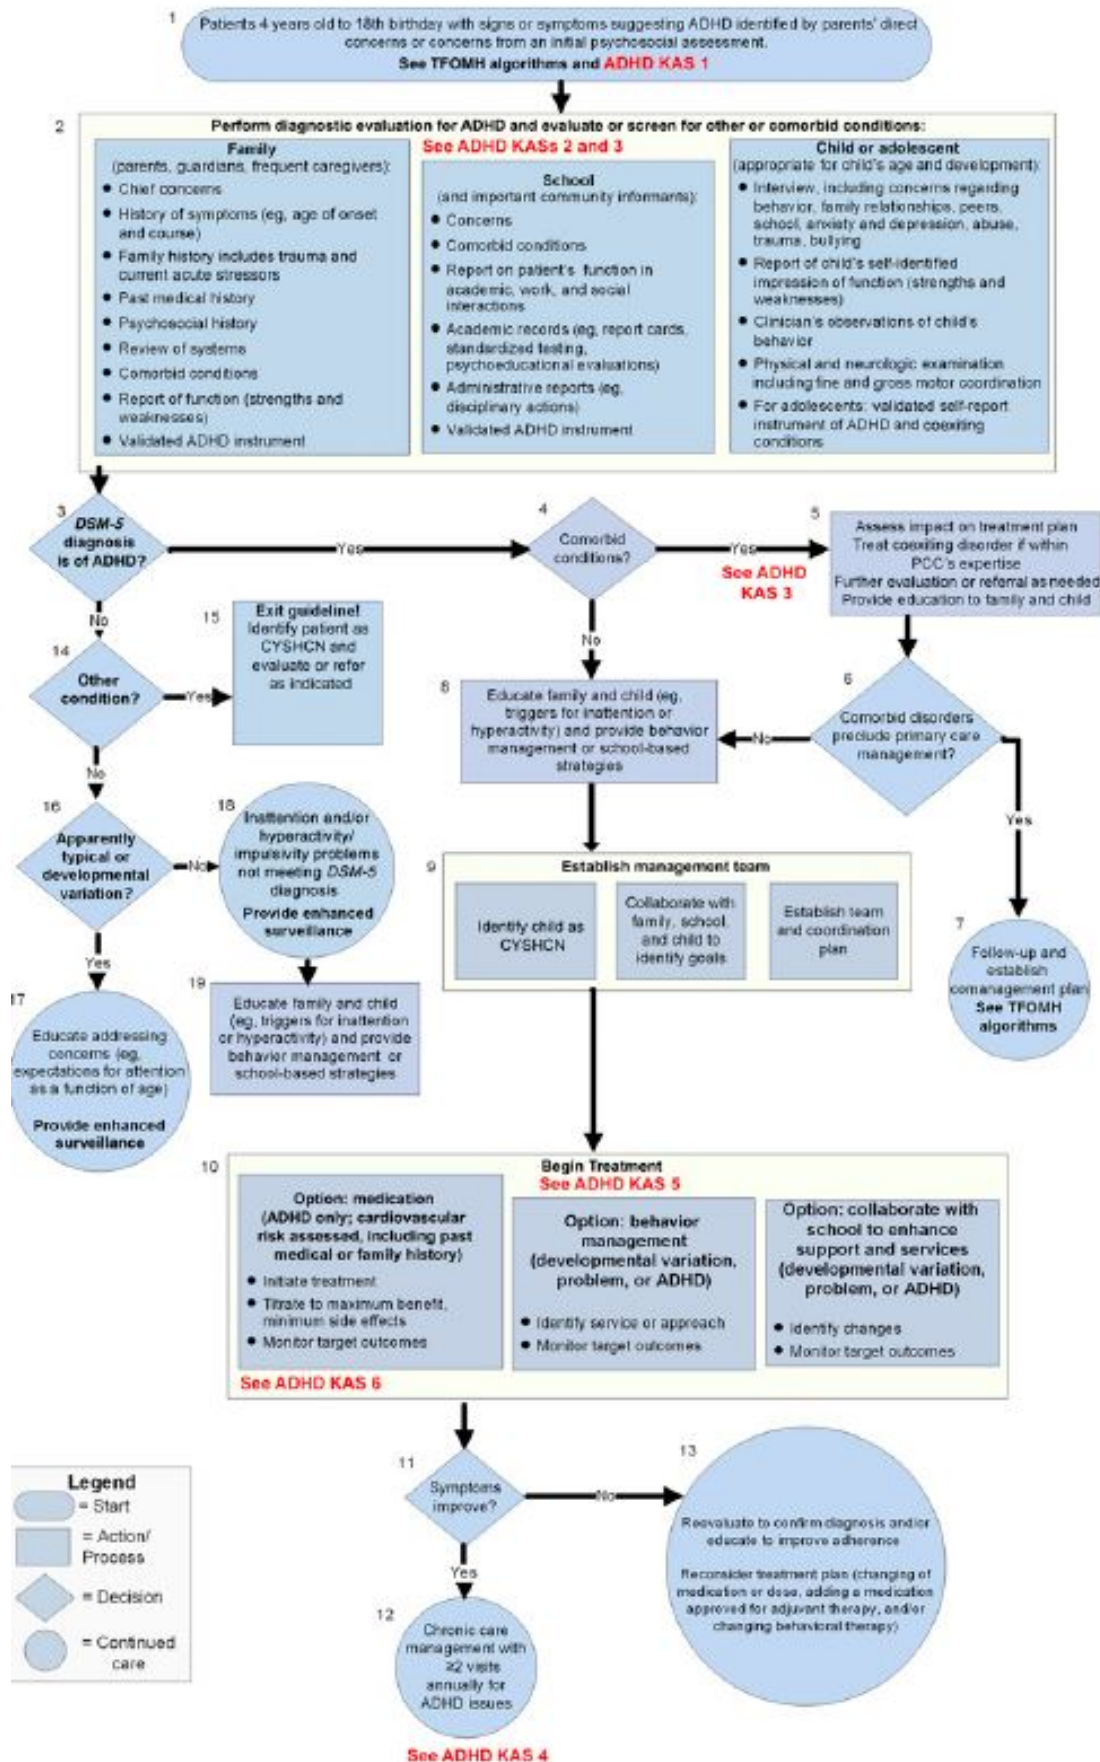 1
Patients 4 years old to 18th birthday with signs or symptoms suggesting ADHD identified by parents' direct
concerns or concerns from an initial psychosocial assessment.
See TFOMH algorithms and ADHD KAS 1
2
Perform diagnostic evaluation for ADHD and evaluate or screen for other or comorbid conditions:
See ADHD KASs 2 and 3
Family
(parents, guardians, frequent caregivers):
● Chief concerns
● History of symptoms (eg, age of onset
and course)
● Family history includes trauma and
current acute stressors
● Past medical history
● Psychosocial history
● Review of systems
● Comorbid conditions
● Report of function (strengths and
weaknesses)
● Validated ADHD instrument
School
(and important community informants):
● Concerns
● Comorbid conditions
● Report on patient's function in
academic, work, and social
interactions
● Academic records (eg, report cards,
standardized testing,
psychoeducational evaluations)
● Administrative reports (eg,
disciplinary actions)
● Validated ADHD instrument
Child or adolescent
(appropriate for child's age and development):
● Interview, including concerns regarding
behavior, family relationships, peers,
school, anxiety and depression, abuse,
trauma, bullying
● Report of child's self-identified
impression of function (strengths and
weaknesses)
● Clinician's observations of child's
behavior
● Physical and neurologic examination
including fine and gross motor coordination
● For adolescents: validated self-report
instrument of ADHD and coexisting
conditions
3
DSM-5
diagnosis
is of ADHD?
Yes
4
Comorbid
conditions?
Yes
See ADHD
KAS 3
5
Assess impact on treatment plan
Treat coexisting disorder if within
PCC's expertise
Further evaluation or referral as needed
Provide education to family and child
No
14
Other
condition?
Yes
15
Exit guideline!
Identify patient as
CYSHCN and
evaluate or refer
as indicated
No
8
Educate family and child (eg,
triggers for inattention or
hyperactivity) and provide behavior
management or school-based
strategies
No
6
Comorbid disorders
preclude primary care
management?
Yes
No
16
Apparently
typical or
developmental
variation?
No
18
Inattention and/or
hyperactivity/
impulsivity problems
not meeting DSM-5
diagnosis
Provide enhanced
surveillance
9
Establish management team
Identify child as
CYSHCN
Collaborate with
family, school,
and child to
identify goals
Establish team
and coordination
plan
7
Follow-up and
establish
comanagement plan
See TFOMH
algorithms
Yes
17
Educate addressing
concerns (eg,
expectations for attention
as a function of age)
Provide enhanced
surveillance
19
Educate family and child
(eg, triggers for inattention
or hyperactivity) and provide
behavior management or
school-based strategies
10
Begin Treatment
See ADHD KAS 5
Option: medication
(ADHD only; cardiovascular
risk assessed, including past
medical or family history)
● Initiate treatment
● Titrate to maximum benefit,
minimum side effects
● Monitor target outcomes
See ADHD KAS 6
Option: behavior
management
(developmental variation,
problem, or ADHD)
● Identify service or approach
● Monitor target outcomes
Option: collaborate with
school to enhance
support and services
(developmental variation,
problem, or ADHD)
● Identify changes
● Monitor target outcomes
11
Symptoms
improve?
No
13
Reevaluate to confirm diagnosis and/or
educate to improve adherence
Reconsider treatment plan (changing of
medication or dose, adding a medication
approved for adjuvant therapy, and/or
changing behavioral therapy)
Yes
12
Chronic care
management with
≥2 visits
annually for
ADHD issues
See ADHD KAS 4
Legend
= Start
= Action/
Process
= Decision
= Continued
care